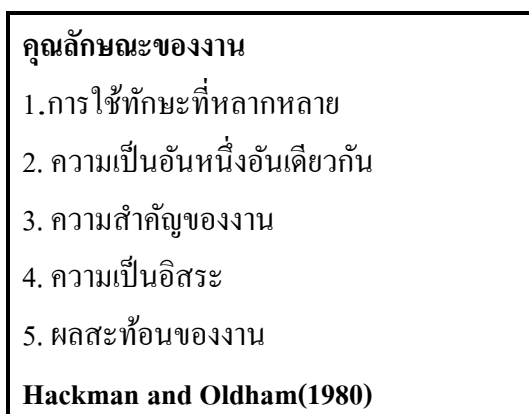 คุณลักษณะของงาน
1.การใช้ทักษะที่หลากหลาย
2. ความเป็นอันหนึ่งอันเดียวกัน
3. ความสำคัญของงาน
4. ความเป็นอิสระ
5. ผลสะท้อนของงาน
Hackman and Oldham(1980)